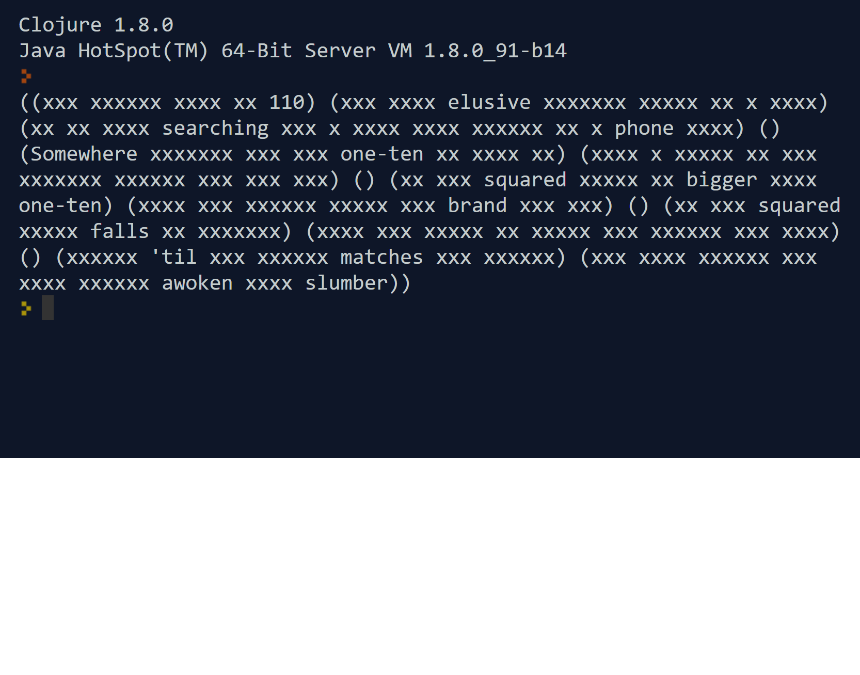 Clojure 1.8.0
Java HotSpot(TM) 64-Bit Server VM 1.8.0_91-b14
((xxx xxxxxx xxxx xx 110) (xxx xxxx elusive xxxxxxx xxxxx xx x xxxx)
(xx xx xxxx searching xxx x xxxx xxxx xxxxxx xx x phone xxxx) ()
(Somewhere xxxxxxx xxx xxx one-ten xx xxxx xx) (xxxx x xxxxx xx xxx
xxxxxxx xxxxxx xxx xxx xxx) () (xx xxx squared xxxxx xx bigger xxxx
one-ten) (xxxx xxx xxxxxx xxxxx xxx brand xxx xxx) () (xx xxx squared
xxxxx falls xx xxxxxxx) (xxxx xxx xxxxx xx xxxxx xxx xxxxxx xxx xxxx)
() (xxxxxx 'til xxx xxxxxx matches xxx xxxxxx) (xxx xxxx xxxxxx xxx
xxxx xxxxxx awoken xxxx slumber))